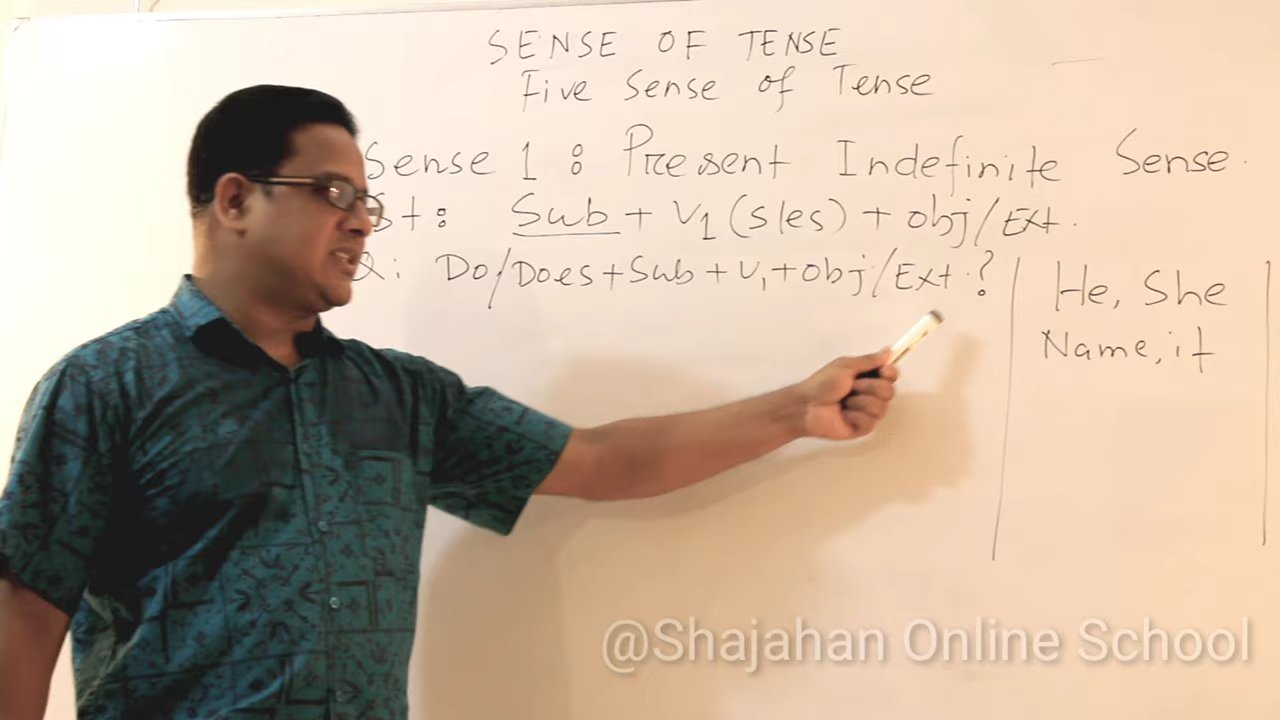 SENSE OF TENSE
Five Sense of Tense
Sense 1 : Present Indefinite Sense.
St: Sub + V1 (s/es) + obj/Ext.
Q: Do/Does + Sub + V1 + obj/Ext.?
He, She
Name, it
@Shajahan Online School